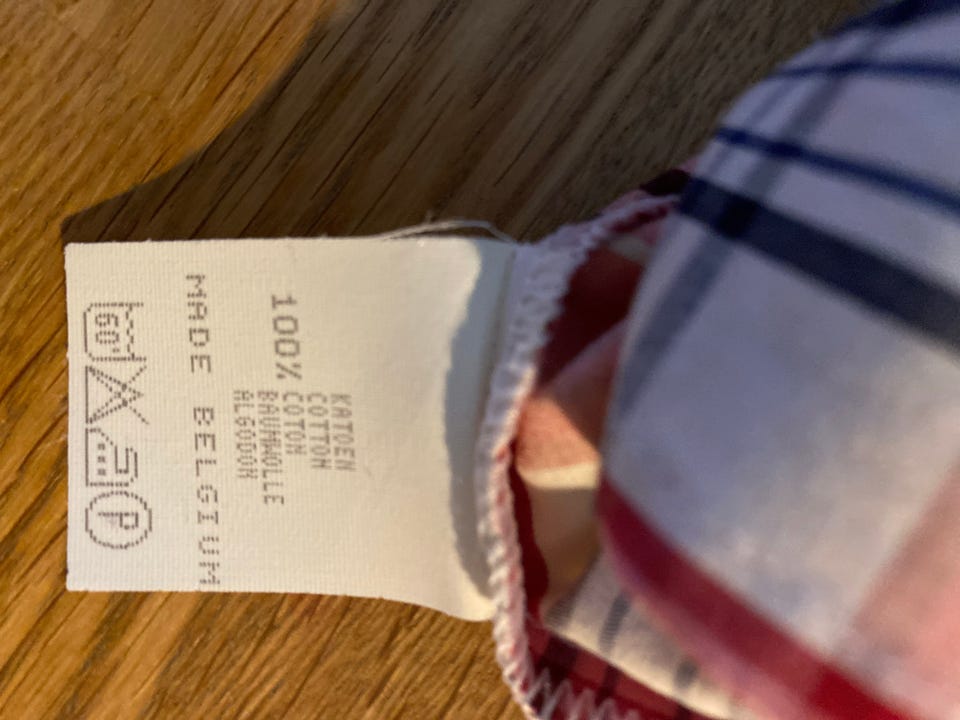 KATOEN
COTTON
100% COTON
BAUMWOLLE
ALGODON
MADE BELGIUM
60° P